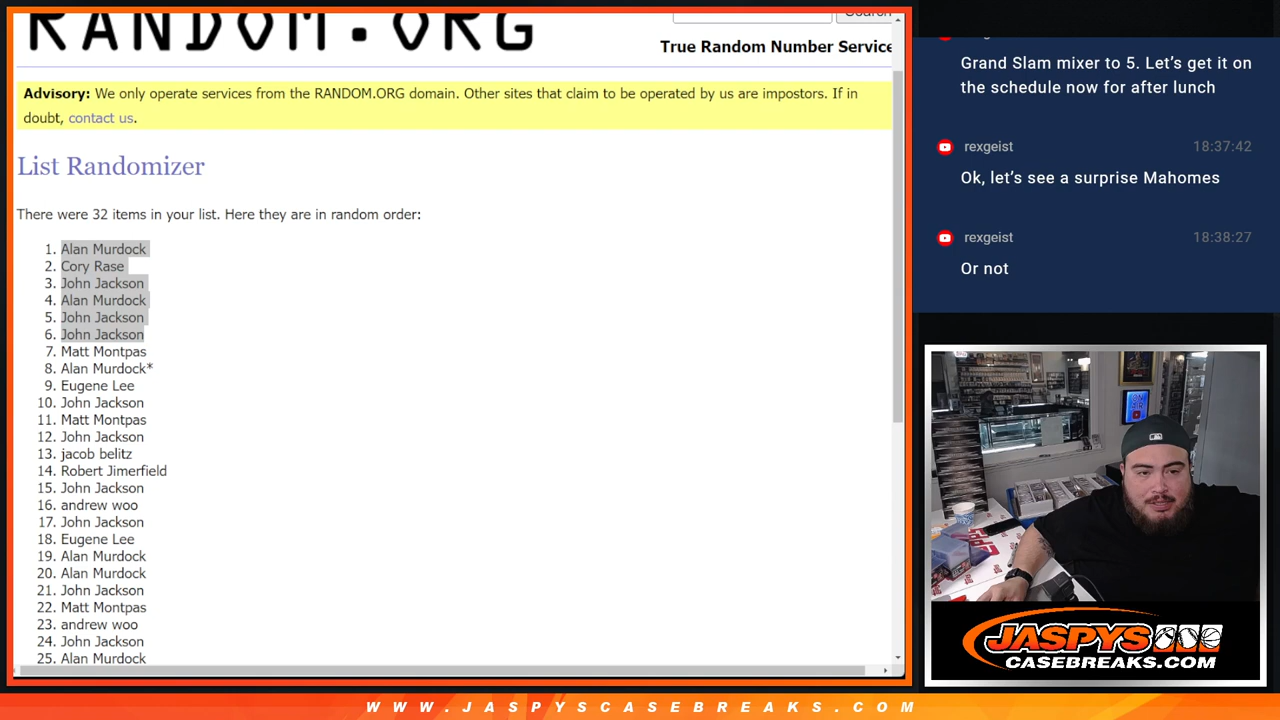 RANDOM.ORG
Search
True Random Number Service
Advisory: We only operate services from the RANDOM.ORG domain. Other sites that claim to be operated by us are impostors. If in
doubt, contact us.
List Randomizer
There were 32 items in your list. Here they are in random order:
1. Alan Murdock
2. Cory Rase
3. John Jackson
4. Alan Murdock
5. John Jackson
6. John Jackson
7. Matt Montpas
8. Alan Murdock*
9. Eugene Lee
10. John Jackson
11. Matt Montpas
12. John Jackson
13. jacob belitz
14. Robert Jimerfield
15. John Jackson
16. andrew woo
17. John Jackson
18. Eugene Lee
19. Alan Murdock
20. Alan Murdock
21. John Jackson
22. Matt Montpas
23. andrew woo
24. John Jackson
25. Alan Murdock
Grand Slam mixer to 5. Let’s get it on
the schedule now for after lunch
rexgeist 18:37:42
Ok, let’s see a surprise Mahomes
rexgeist 18:38:27
Or not
ON
AIR
JASPYS
CASEBREAKS.COM
WWW.JASPYSCASEBREAKS.COM